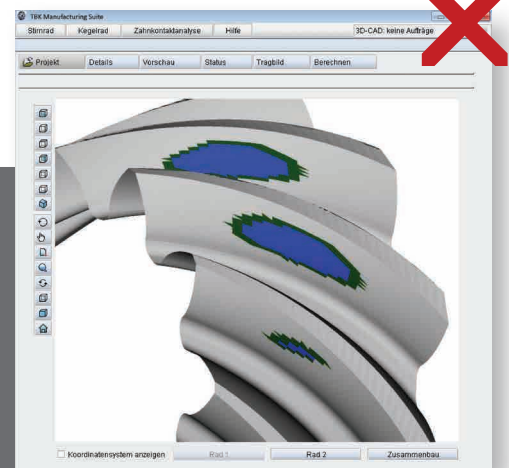 TBK Manufacturing Suite
Stirnrad Kegelrad Zahnkontaktanalyse Hilfe 3D-CAD: keine Aufträge
Projekt Details Vorschau Status Tragbild Berechnen
Koordinatensystem anzeigen Rad 1 Rad 2 Zusammenbau